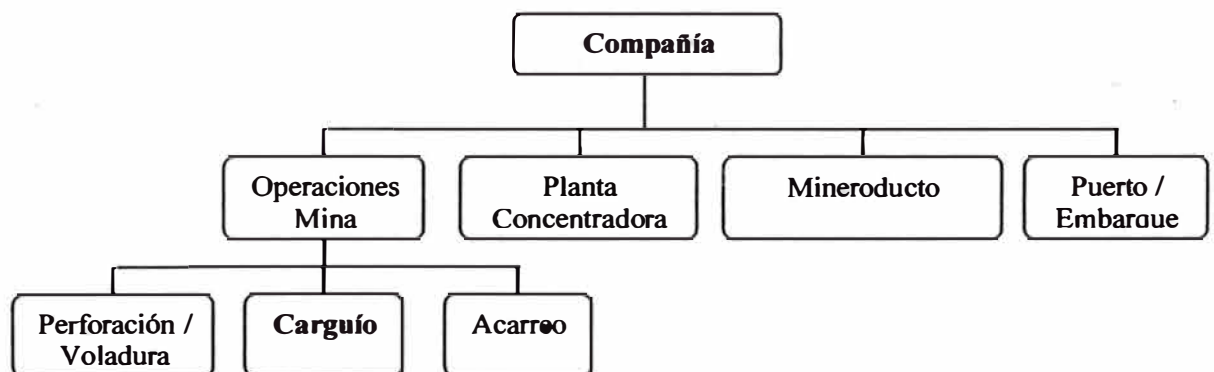 Compañía
Operaciones
Mina
Planta
Concentradora
Mineroducto
Puerto /
Embarque
Perforación /
Voladura
Carguío
Acarreo